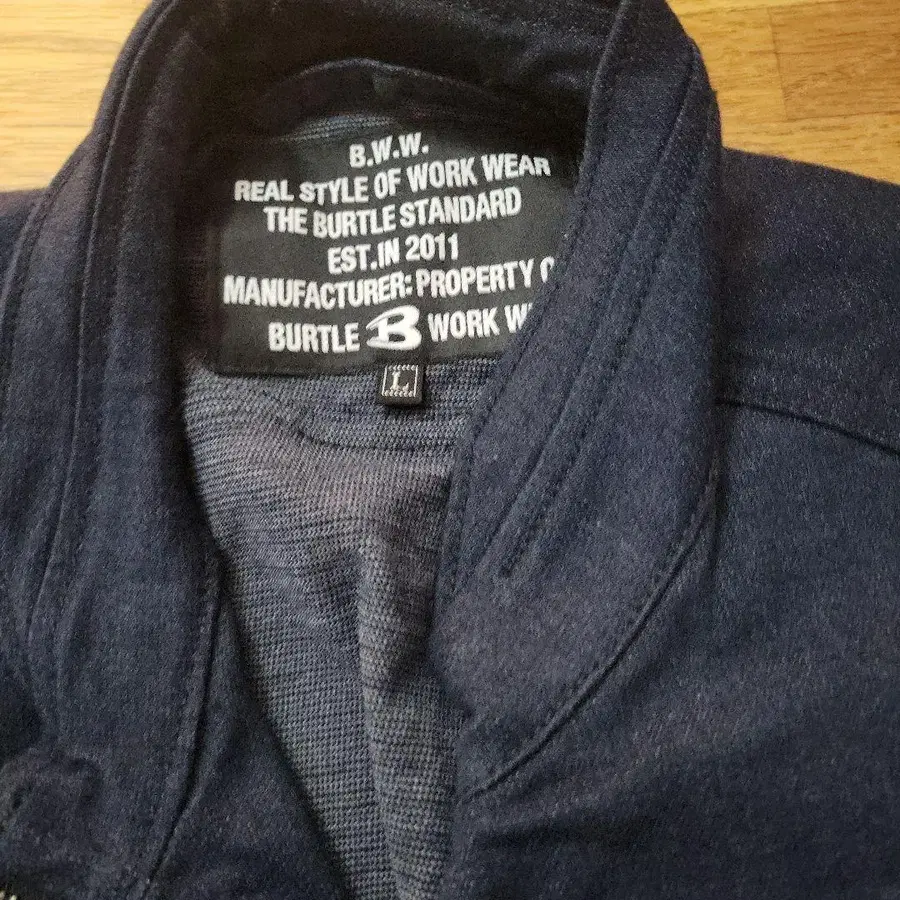 B.W.W.
REAL STYLE OF WORK WEAR
THE BURTLE STANDARD
EST.IN 2011
MANUFACTURER: PROPERTY
BURTLE B WORK
L